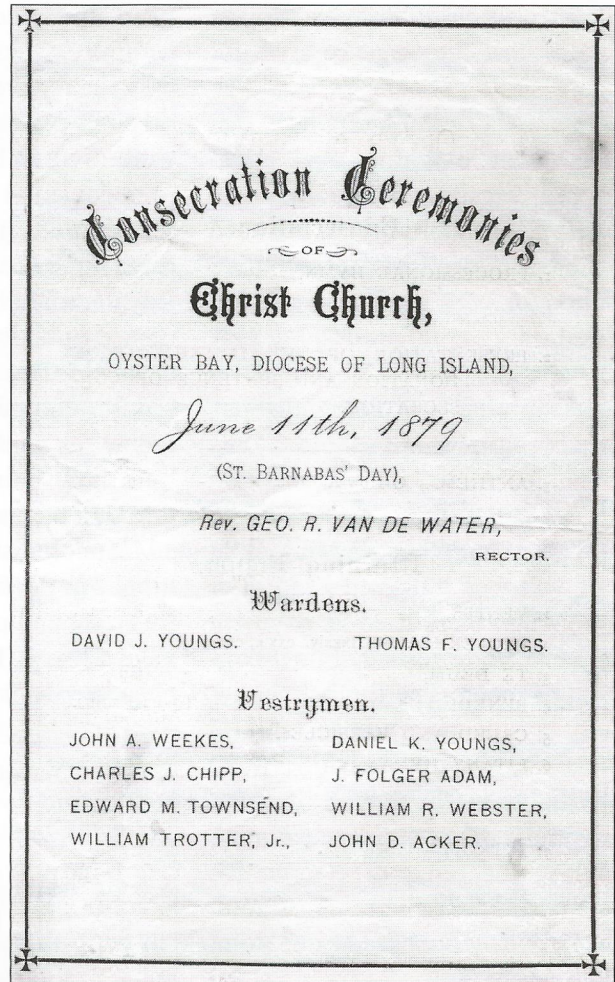 Consecration Ceremonies
OF
Christ Church,
OYSTER BAY, DIOCESE OF LONG ISLAND,
June 11th, 1879
(ST. BARNABAS' DAY),
Rev. GEO. R. VAN DE WATER,
RECTOR.
Wardens.
DAVID J. YOUNGS. THOMAS F. YOUNGS.
Vestrymen.
JOHN A. WEEKES, DANIEL K. YOUNGS,
CHARLES J. CHIPP, J. FOLGER ADAM,
EDWARD M. TOWNSEND, WILLIAM R. WEBSTER,
WILLIAM TROTTER, Jr., JOHN D. ACKER.